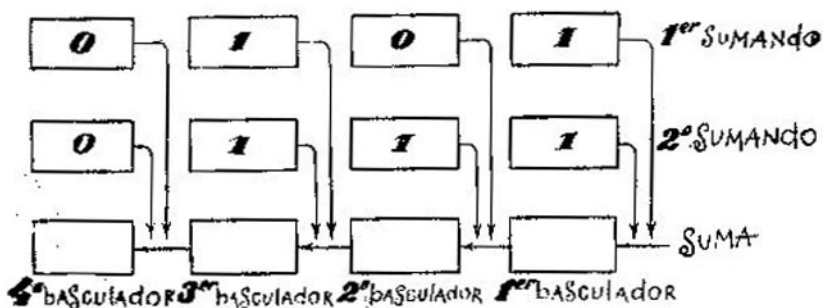 0 1 0 1 1er SUMANDO
0 1 1 1 2º SUMANDO
SUMA
4º bASCULADOR 3er bASCULADOR 2º bASCULADOR 1er bASCULADOR